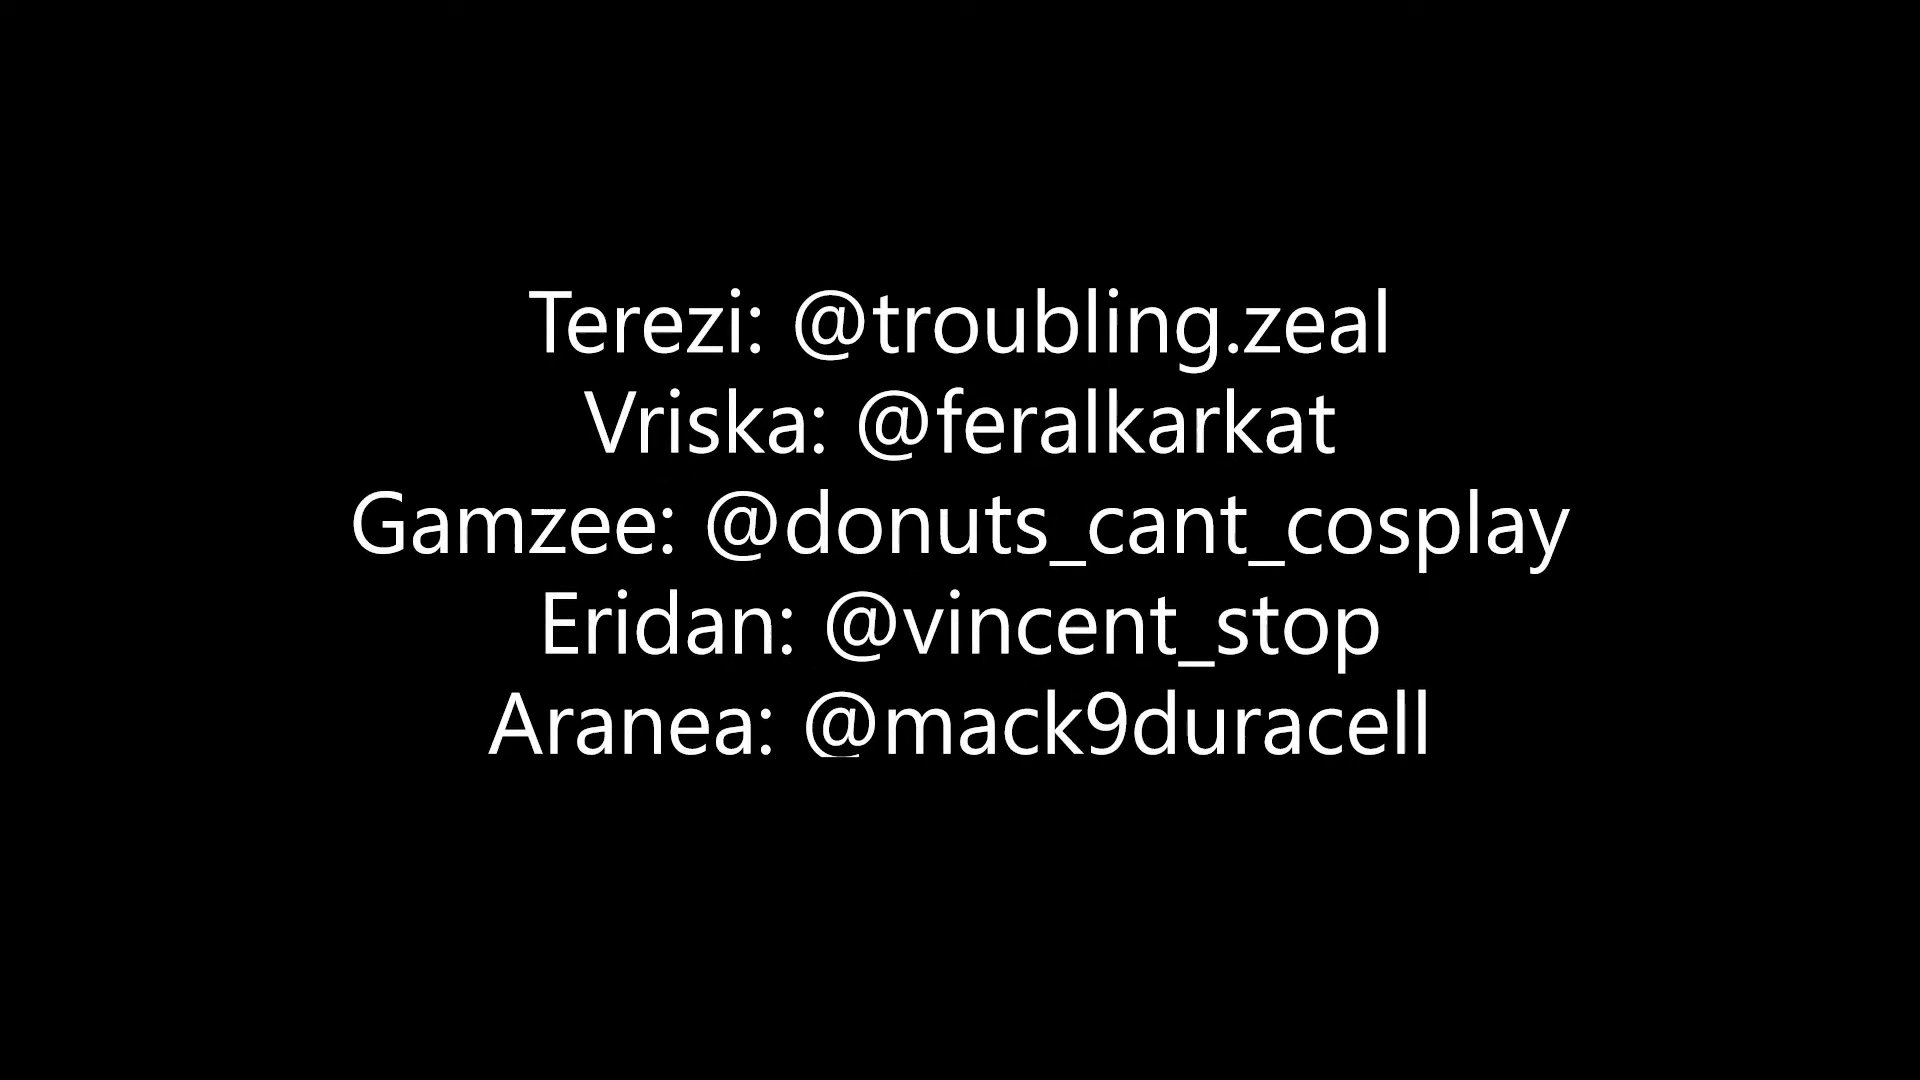 Terezi: @troubling.zeal
Vriska: @feralkarkat
Gamzee: @donuts_cant_cosplay
Eridan: @vincent_stop
Aranea: @mack9duracell